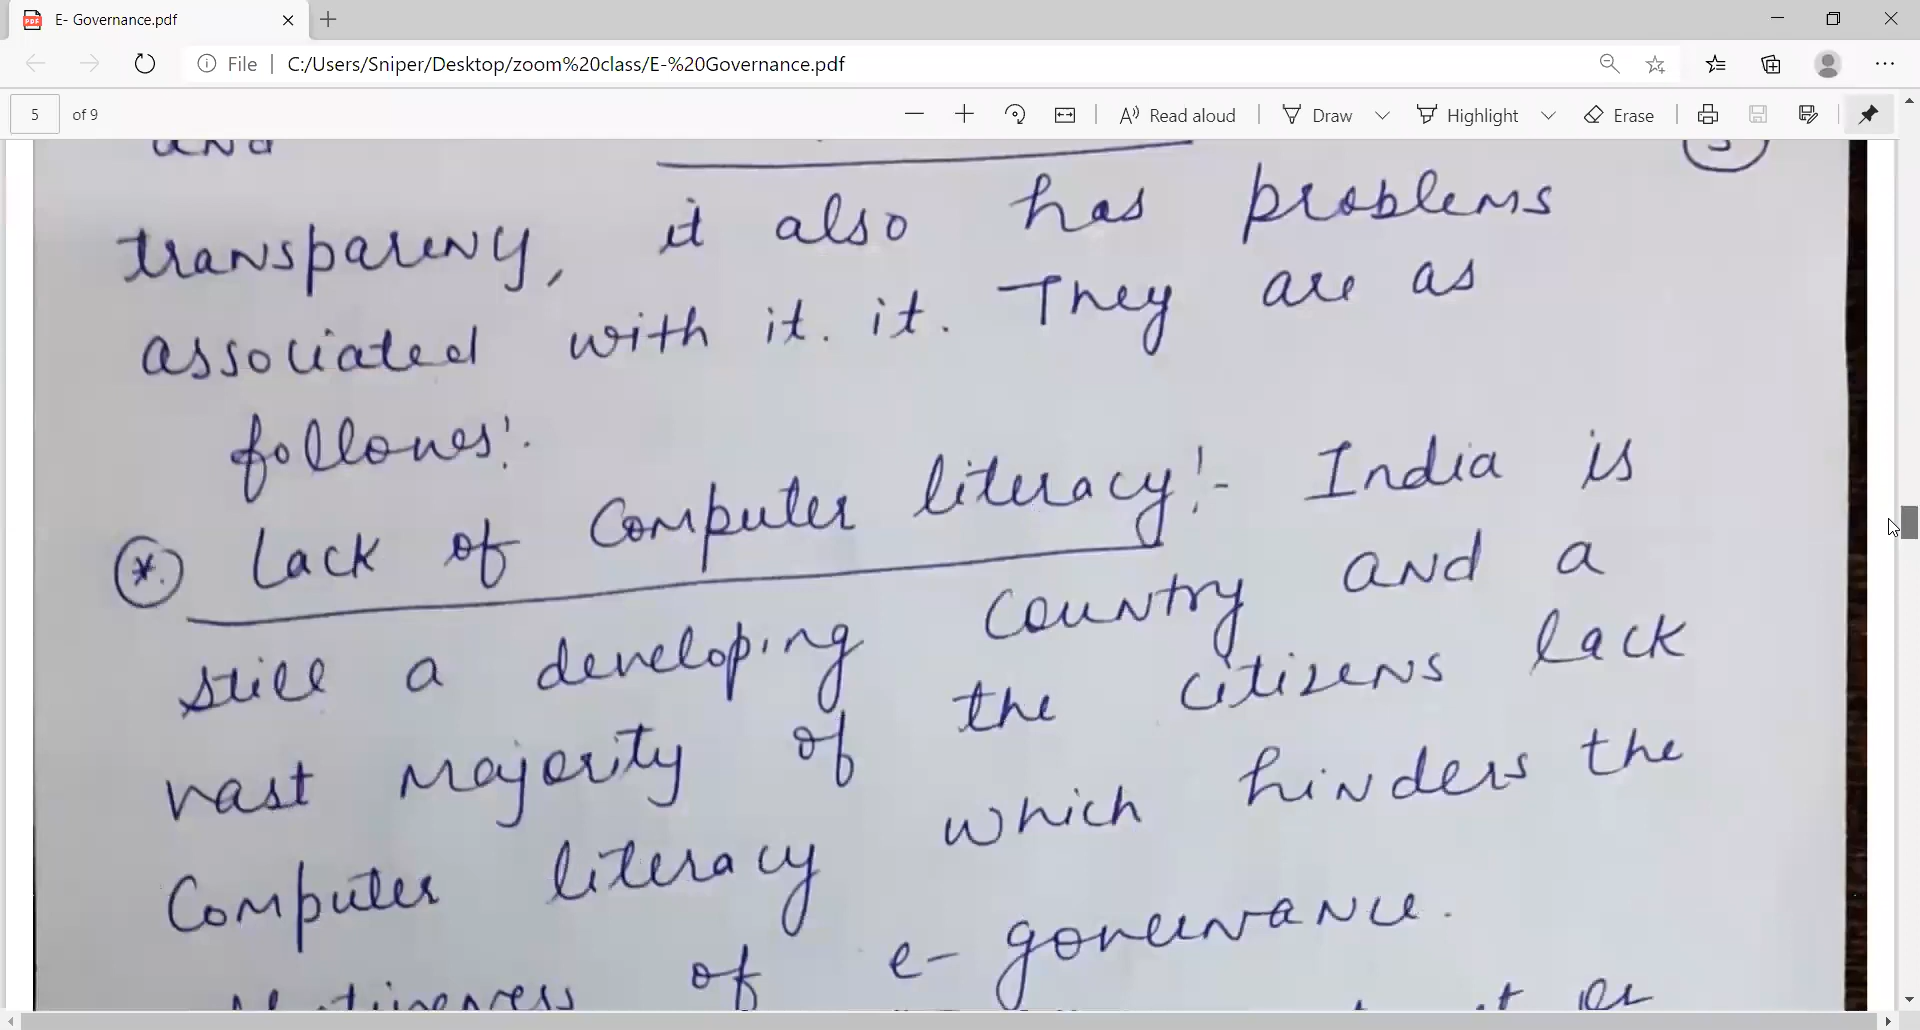 E- Governance.pdf
File
C:/Users/Sniper/Desktop/zoom%20class/E-%20Governance.pdf
5 of 9
Read aloud
Draw
Highlight
Erase
and
transpareny, it also has problems
associated with it. it. They are as
follows:-
* Lack of Computer literacy:- India is
still a developing country and a
vast majority of the citizens lack
Computer literacy which hinders the
of e-governance.